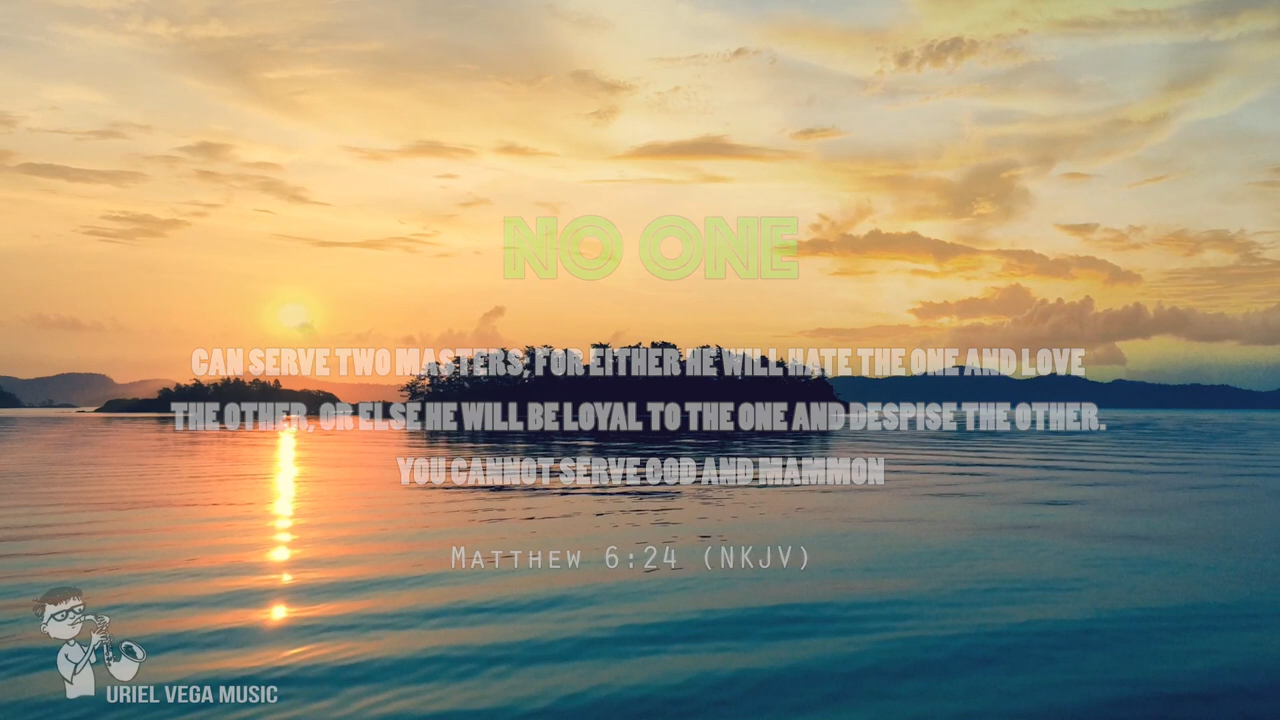 NO ONE
CAN SERVE TWO MASTERS, FOR EITHER HE WILL HATE THE ONE AND LOVE
THE OTHER, OR ELSE HE WILL BE LOYAL TO THE ONE AND DESPISE THE OTHER.
YOU CANNOT SERVE GOD AND MAMMON
Matthew 6:24 (NKJV)
URIEL VEGA MUSIC